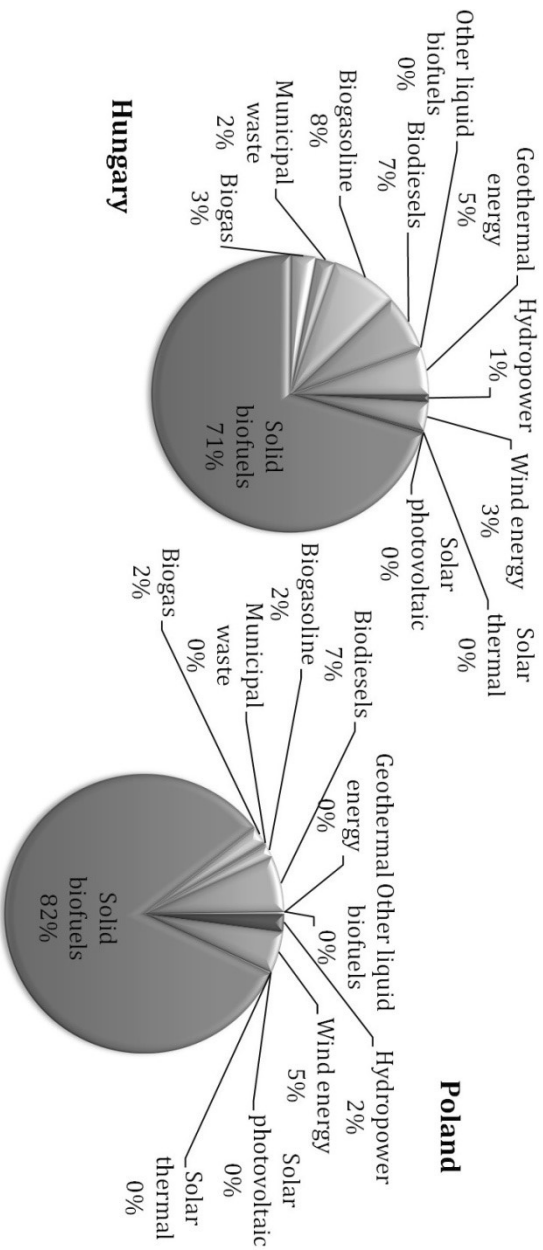 Hungary
Other liquid
biofuels
0%
Geothermal
energy
5%
Hydropower
1%
Wind energy
3%
Solar
thermal
0%
Solar
photovoltaic
0%
Biodiesels
7%
Biogasoline
8%
Municipal
waste
2%
Biogas
3%
Solid
biofuels
71%
Poland
Biodiesels
7%
Geothermal
energy
0%
Other liquid
biofuels
0%
Hydropower
2%
Wind energy
5%
Solar
photovoltaic
0%
Solar
thermal
0%
Biogasoline
2%
Municipal
waste
0%
Biogas
2%
Solid
biofuels
82%